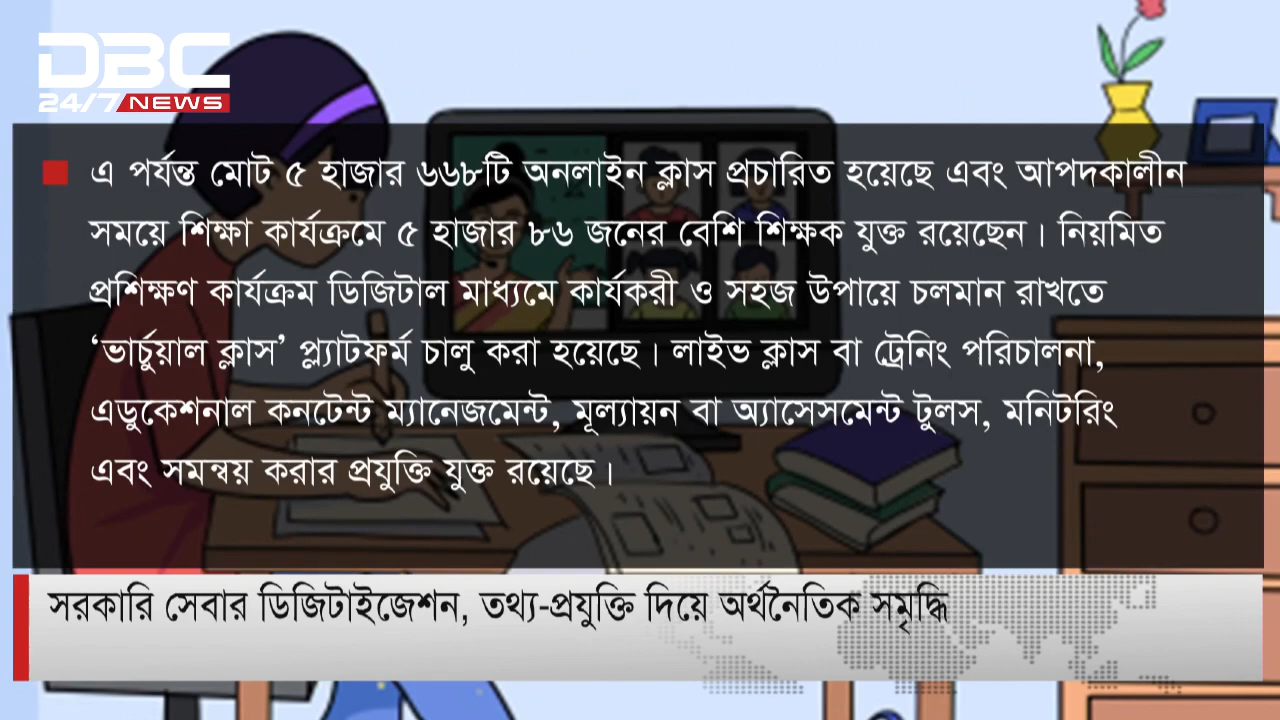 DBC
24/7 NEWS
এ পর্যন্ত মোট ৫ হাজার ৬৬৮টি অনলাইন ক্লাস প্রচারিত হয়েছে এবং আপদকালীন
সময়ে শিক্ষা কার্যক্রমে ৫ হাজার ৮৬ জনের বেশি শিক্ষক যুক্ত রয়েছেন। নিয়মিত
প্রশিক্ষণ কার্যক্রম ডিজিটাল মাধ্যমে কার্যকরী ও সহজ উপায়ে চলমান রাখতে
‘ভার্চুয়াল ক্লাস’ প্ল্যাটফর্ম চালু করা হয়েছে। লাইভ ক্লাস বা ট্রেনিং পরিচালনা,
এডুকেশনাল কনটেন্ট ম্যানেজমেন্ট, মূল্যায়ন বা অ্যাসেসমেন্ট টুলস, মনিটরিং
এবং সমন্বয় করার প্রযুক্তি যুক্ত রয়েছে।
সরকারি সেবার ডিজিটাইজেশন, তথ্য-প্রযুক্তি দিয়ে অর্থনৈতিক সমৃদ্ধি